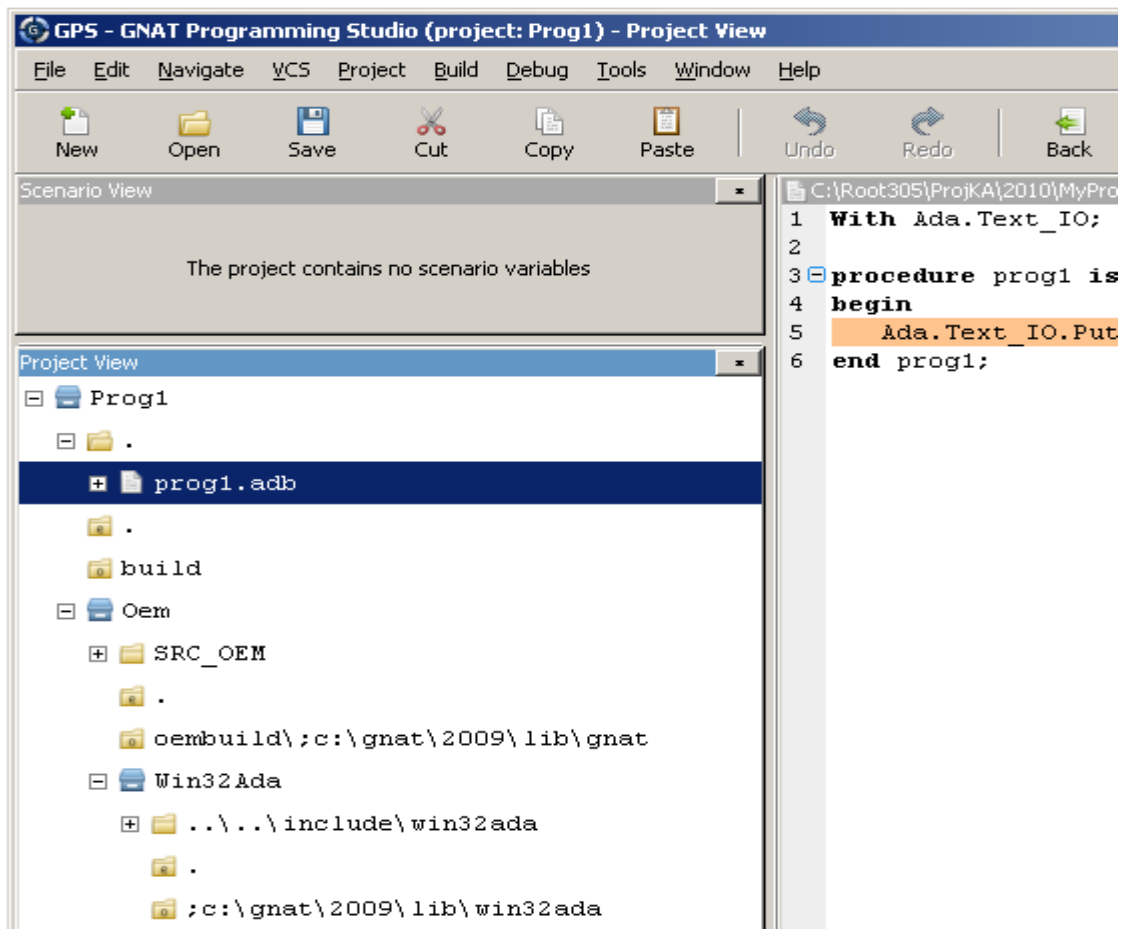 GPS - GNAT Programming Studio (project: Prog1) - Project View
File Edit Navigate VCS Project Build Debug Tools Window Help
New Open Save Cut Copy Paste Undo Redo Back
Scenario View
The project contains no scenario variables
Project View
Prog1
.
prog1.adb
.
build
Oem
SRC_OEM
.
oembuild\;c:\gnat\2009\lib\gnat
Win32Ada
..\..\include\win32ada
.
;c:\gnat\2009\lib\win32ada
C:\Root305\ProjKA\2010\MyPro
1 With Ada.Text_IO;
2
3 procedure prog1 is
4 begin
5 Ada.Text_IO.Put
6 end prog1;